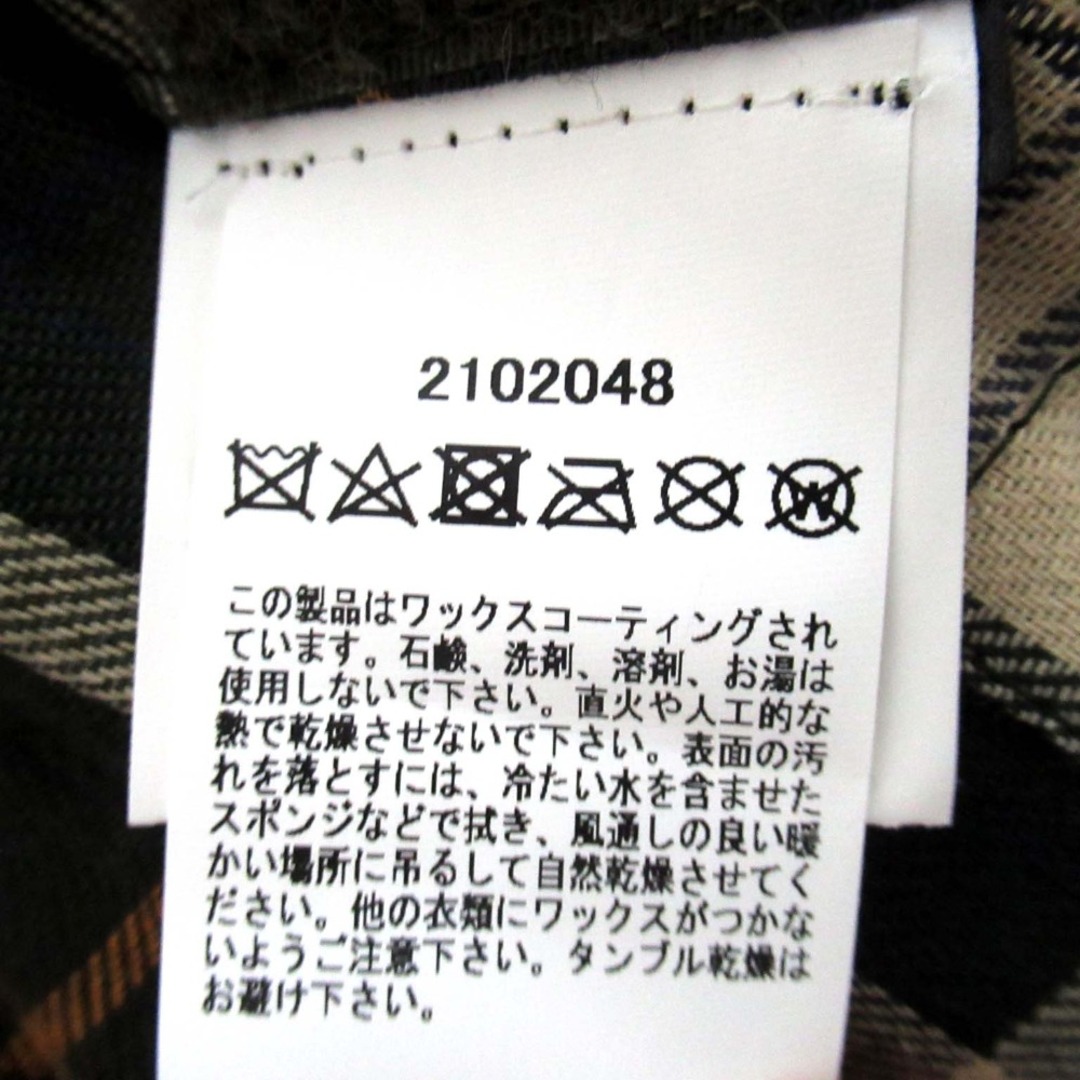 2102048
W
この製品はワックスコーティングされ
ています。石鹸、洗剤、溶剤、お湯は
使用しないで下さい。直火や人工的な
熱で乾燥させないで下さい。表面の汚
れを落とすには、冷たい水を含ませた
スポンジなどで拭き、風通しの良い暖
かい場所に吊るして自然乾燥させてく
ださい。他の衣類にワックスがつかな
いようご注意下さい。タンブル乾燥は
お避け下さい。